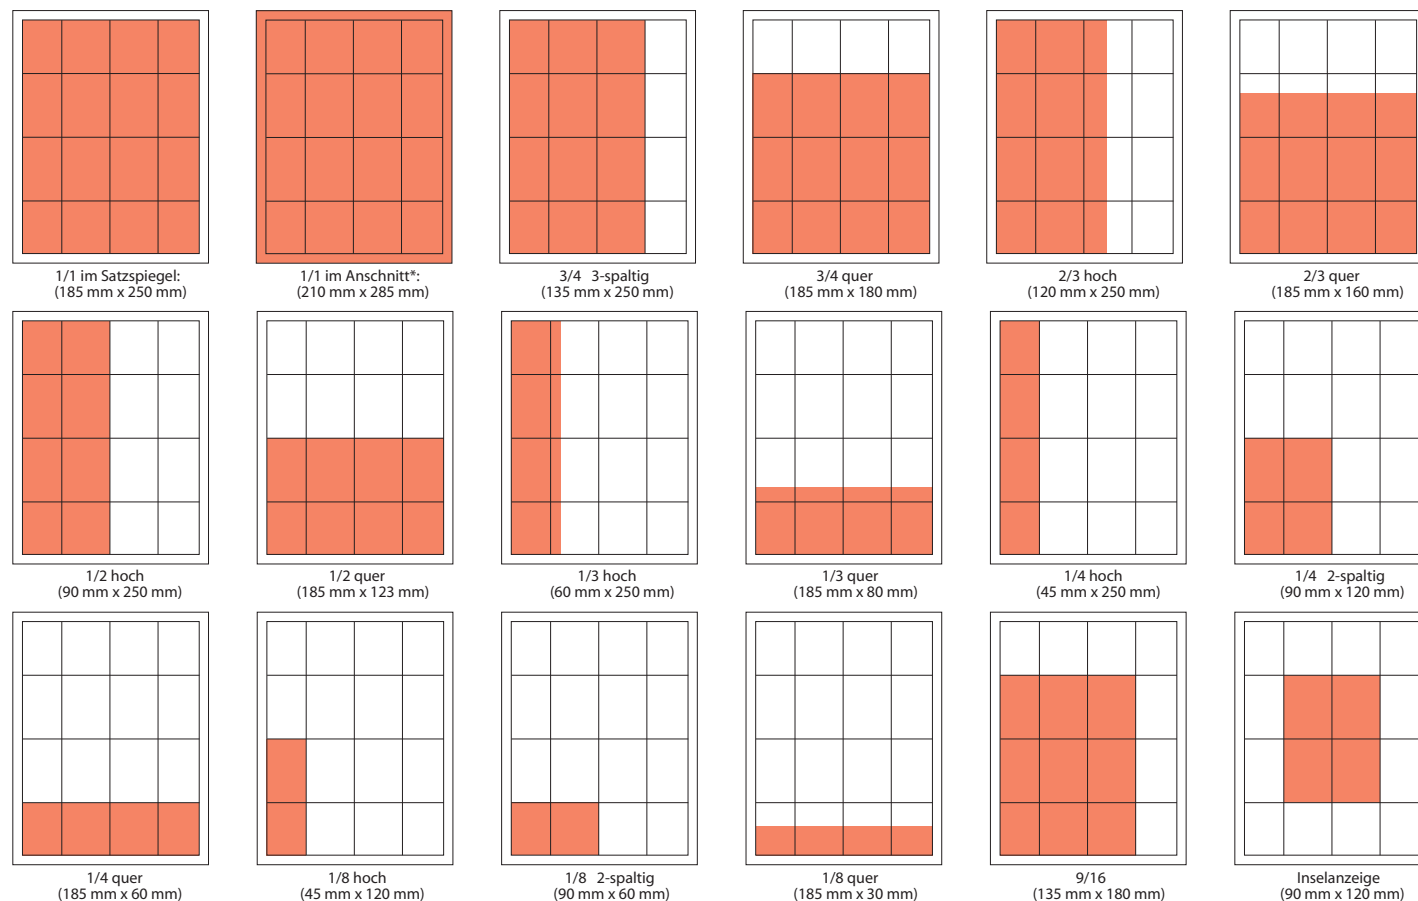 1/1 im Satzspiegel:
(185 mm x 250 mm)
1/1 im Anschnitt*:
(210 mm x 285 mm)
3/4 3-spaltig
(135 mm x 250 mm)
3/4 quer
(185 mm x 180 mm)
2/3 hoch
(120 mm x 250 mm)
2/3 quer
(185 mm x 160 mm)
1/2 hoch
(90 mm x 250 mm)
1/2 quer
(185 mm x 123 mm)
1/3 hoch
(60 mm x 250 mm)
1/3 quer
(185 mm x 80 mm)
1/4 hoch
(45 mm x 250 mm)
1/4 2-spaltig
(90 mm x 120 mm)
1/4 quer
(185 mm x 60 mm)
1/8 hoch
(45 mm x 120 mm)
1/8 2-spaltig
(90 mm x 60 mm)
1/8 quer
(185 mm x 30 mm)
9/16
(135 mm x 180 mm)
Inselanzeige
(90 mm x 120 mm)